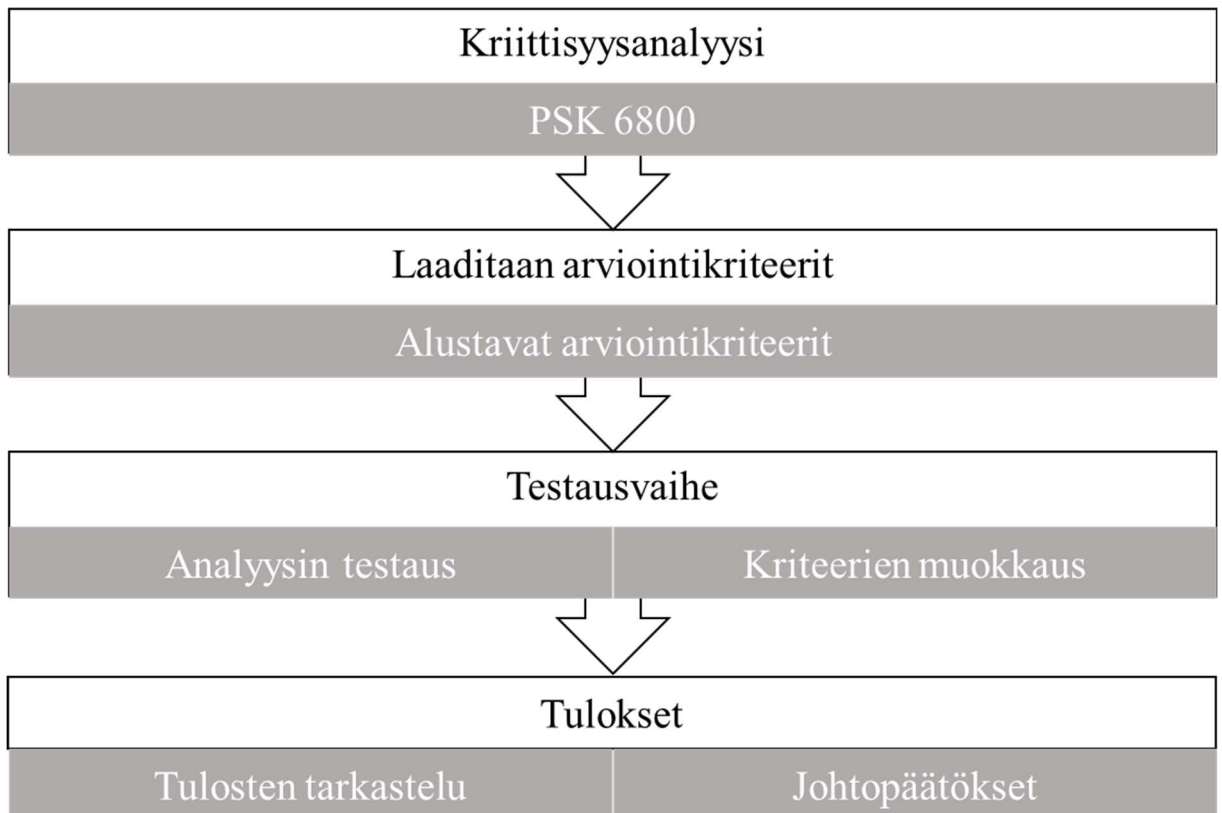 Kriittisyysanalyysi
PSK 6800
Laaditaan arviointikriteerit
Alustavat arviointikriteerit
Testausvaihe
Analyysin testaus
Kriteerien muokkaus
Tulokset
Tulosten tarkastelu
Johtopäätökset